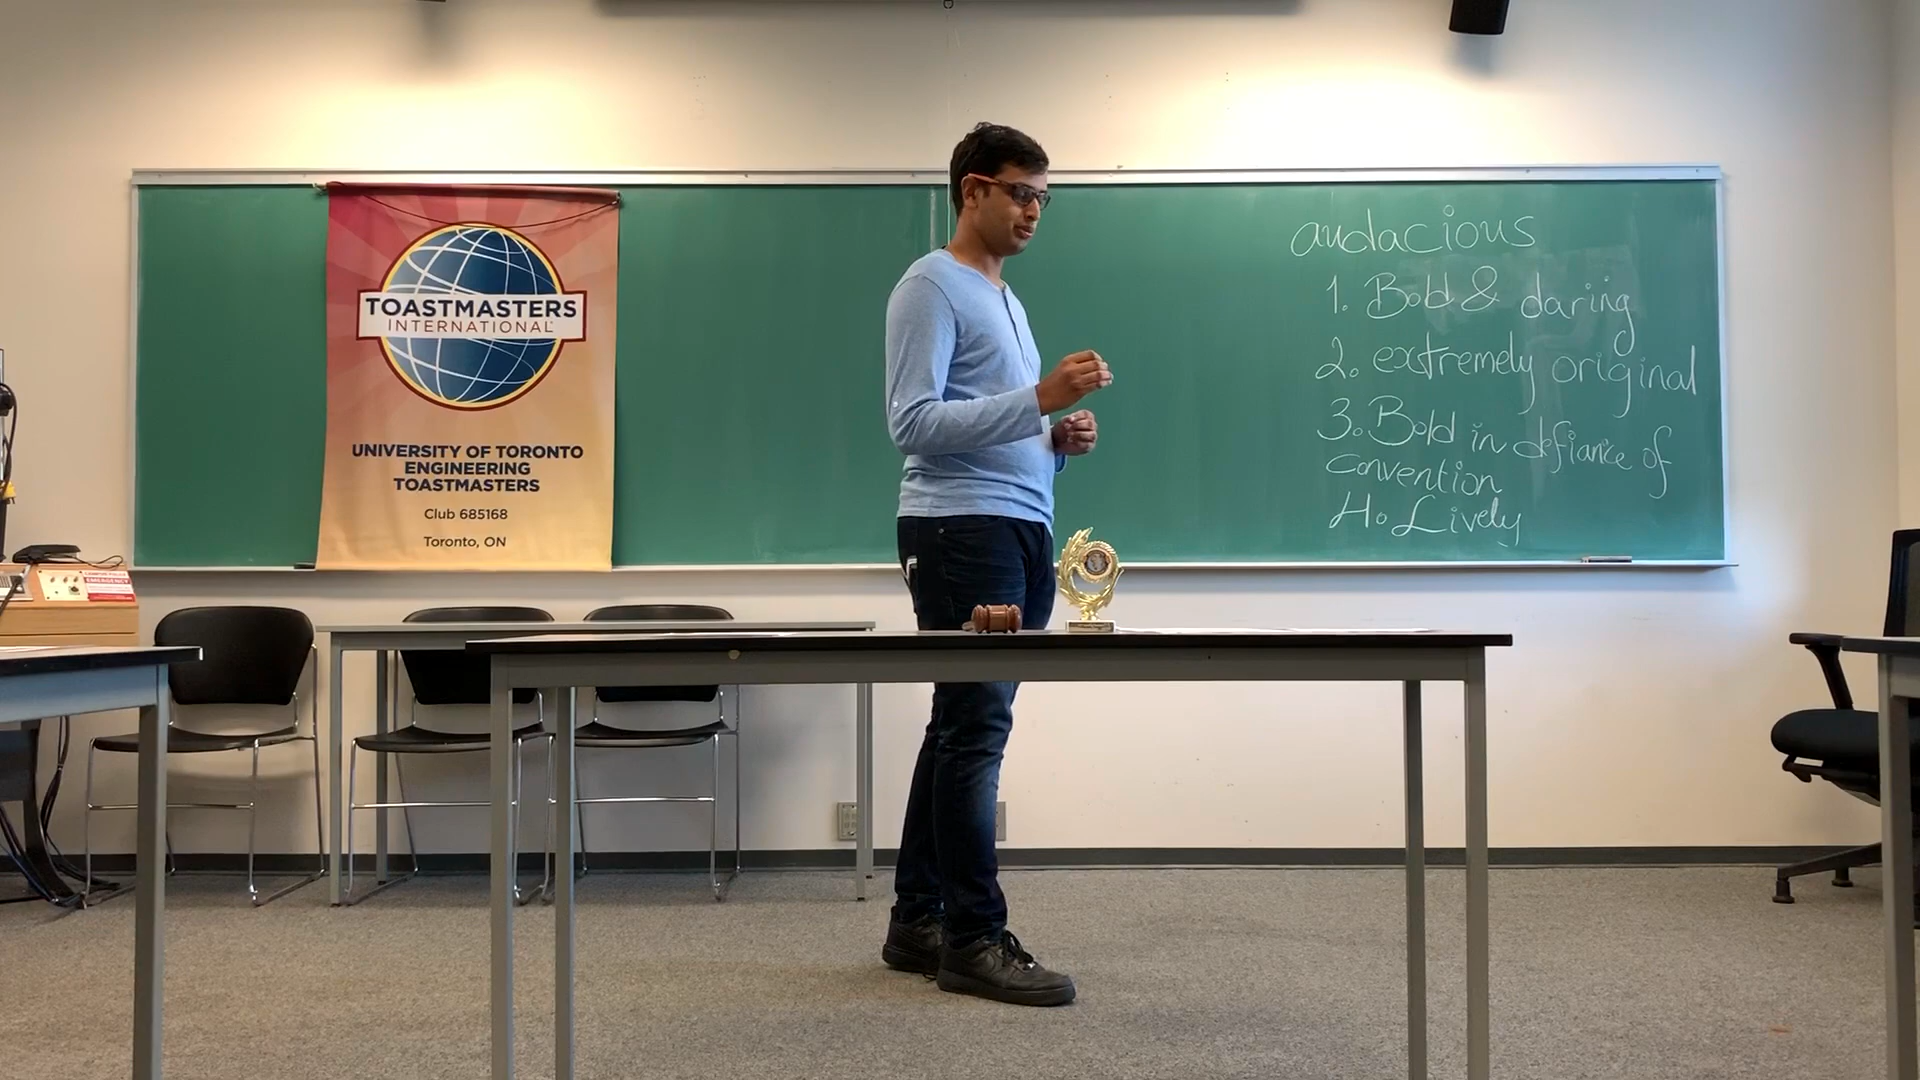 TOASTMASTERS
INTERNATIONAL
UNIVERSITY OF TORONTO
ENGINEERING
TOASTMASTERS
Club 685168
Toronto, ON
audacious
1. Bold & daring
2. extremely original
3. Bold in defiance of
convention
4. Lively
EMERGENCY